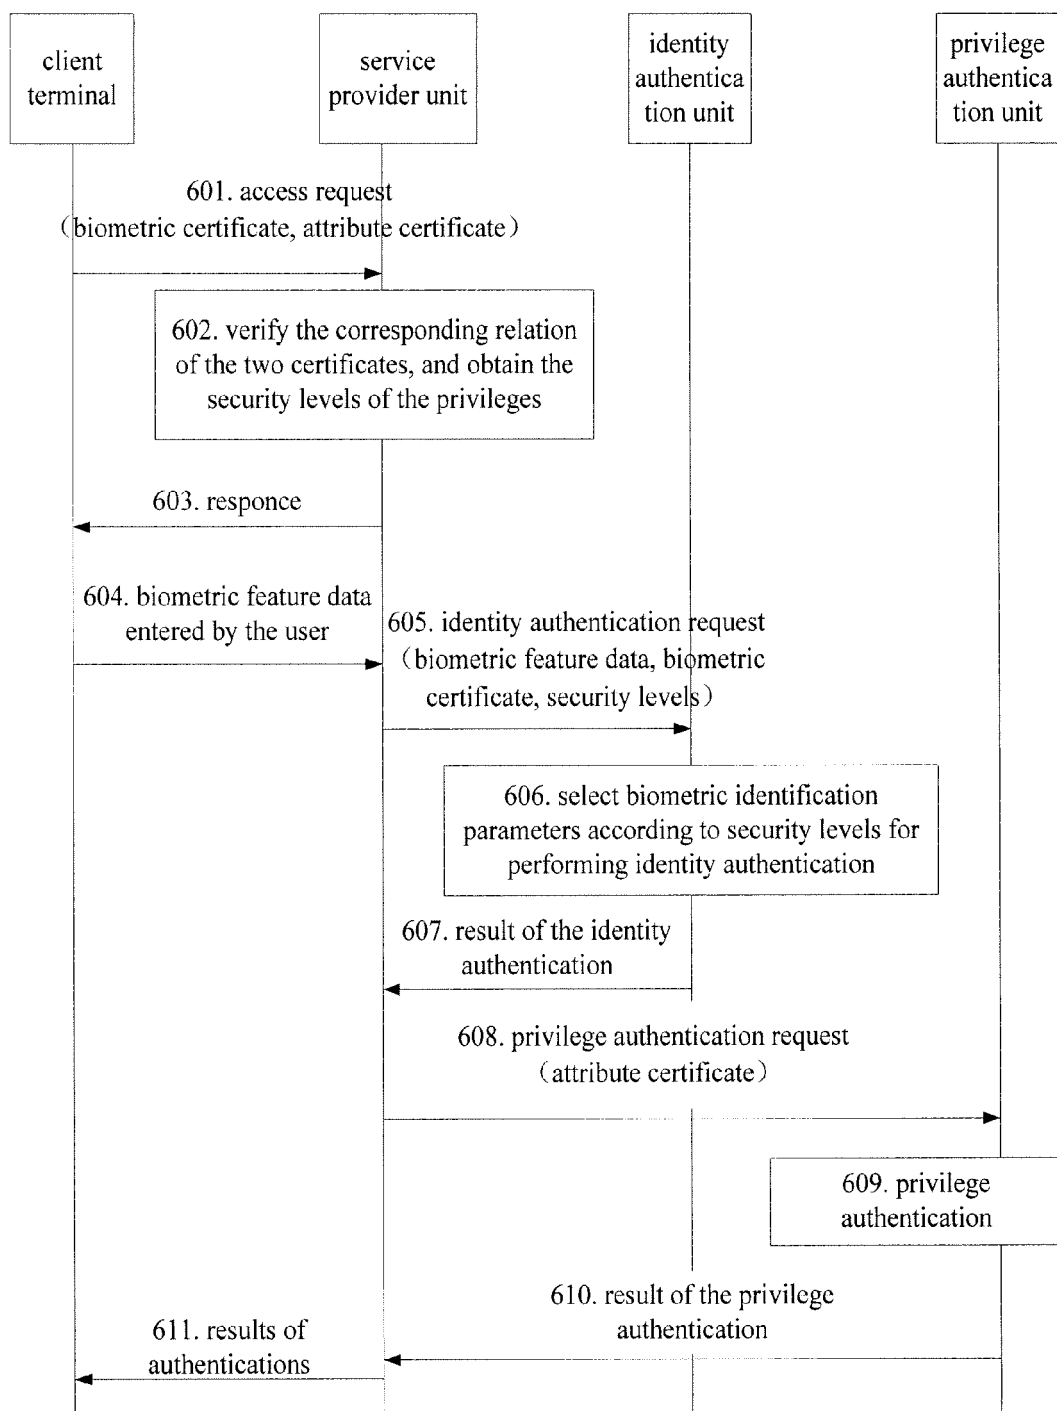 client
terminal
service
provider unit
identity
authentica
tion unit
privilege
authentica
tion unit
601. access request
（biometric certificate, attribute certificate）
602. verify the corresponding relation
of the two certificates, and obtain the
security levels of the privileges
603. responce
604. biometric feature data
entered by the user
605. identity authentication request
（biometric feature data, biometric
certificate, security levels）
606. select biometric identification
parameters according to security levels for
performing identity authentication
607. result of the identity
authentication
608. privilege authentication request
（attribute certificate）
609. privilege
authentication
610. result of the privilege
authentication
611. results of
authentications